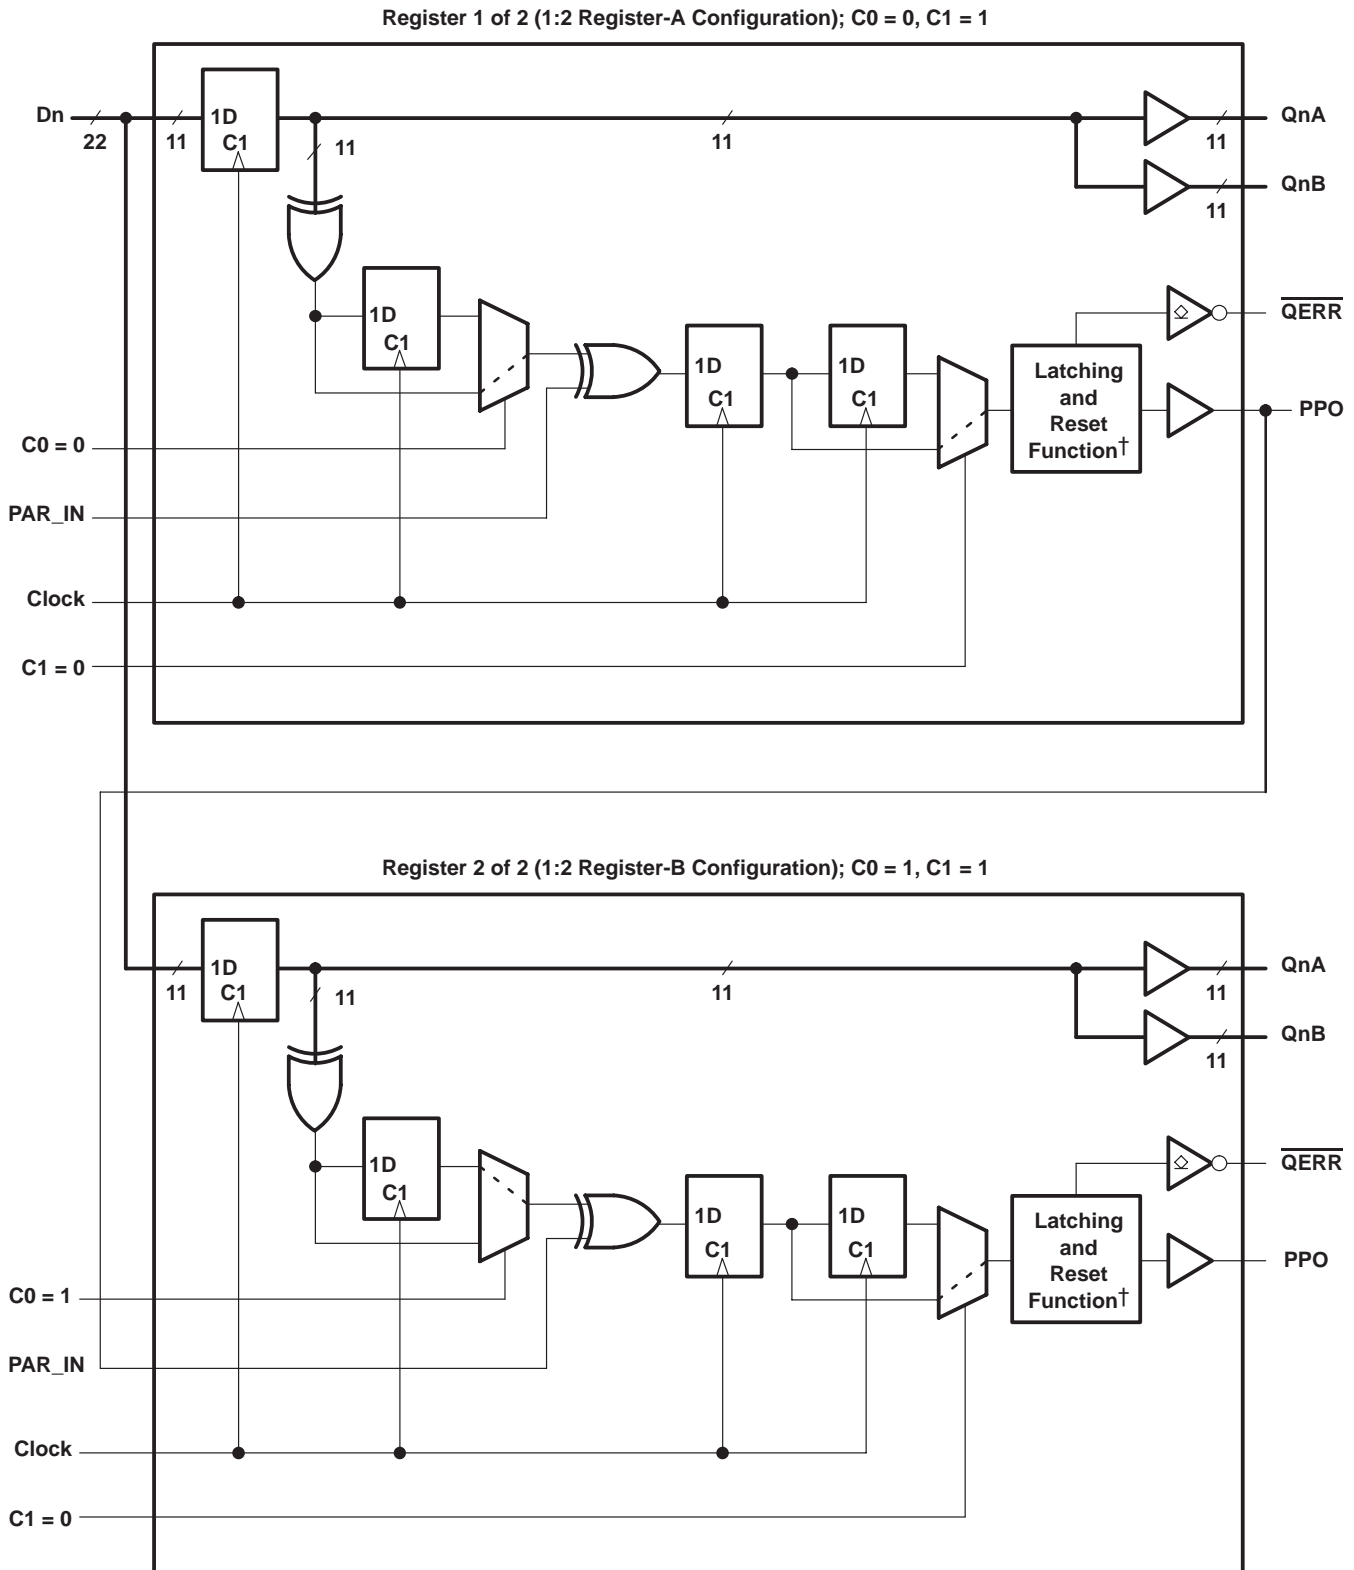 Register 1 of 2 (1:2 Register-A Configuration); C0 = 0, C1 = 1
Dn
22
11
1D
C1
11
11
11
QnA
11
QnB
1D
C1
1D
C1
1D
C1
Latching
and
Reset
Function†
QERR
PPO
C0 = 0
PAR_IN
Clock
C1 = 0
Register 2 of 2 (1:2 Register-B Configuration); C0 = 1, C1 = 1
11
1D
C1
11
11
11
QnA
11
QnB
1D
C1
1D
C1
1D
C1
Latching
and
Reset
Function†
QERR
PPO
C0 = 1
PAR_IN
Clock
C1 = 0